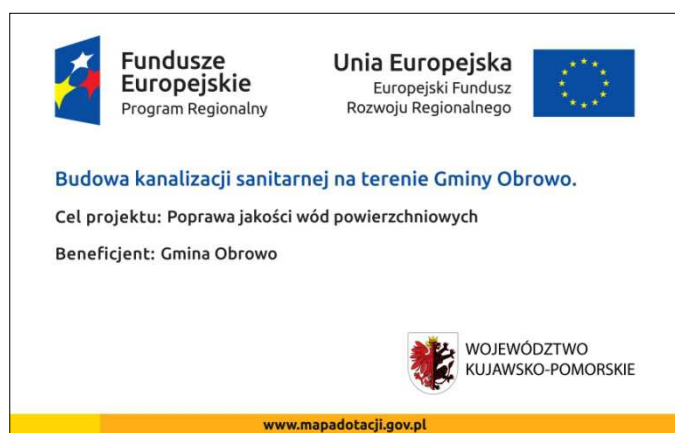 Fundusze
Europejskie
Program Regionalny
Unia Europejska
Europejski Fundusz
Rozwoju Regionalnego
Budowa kanalizacji sanitarnej na terenie Gminy Obrowo.
Cel projektu: Poprawa jakości wód powierzchniowych
Beneficjent: Gmina Obrowo
WOJEWÓDZTWO
KUJAWSKO-POMORSKIE
www.mapadotacji.gov.pl